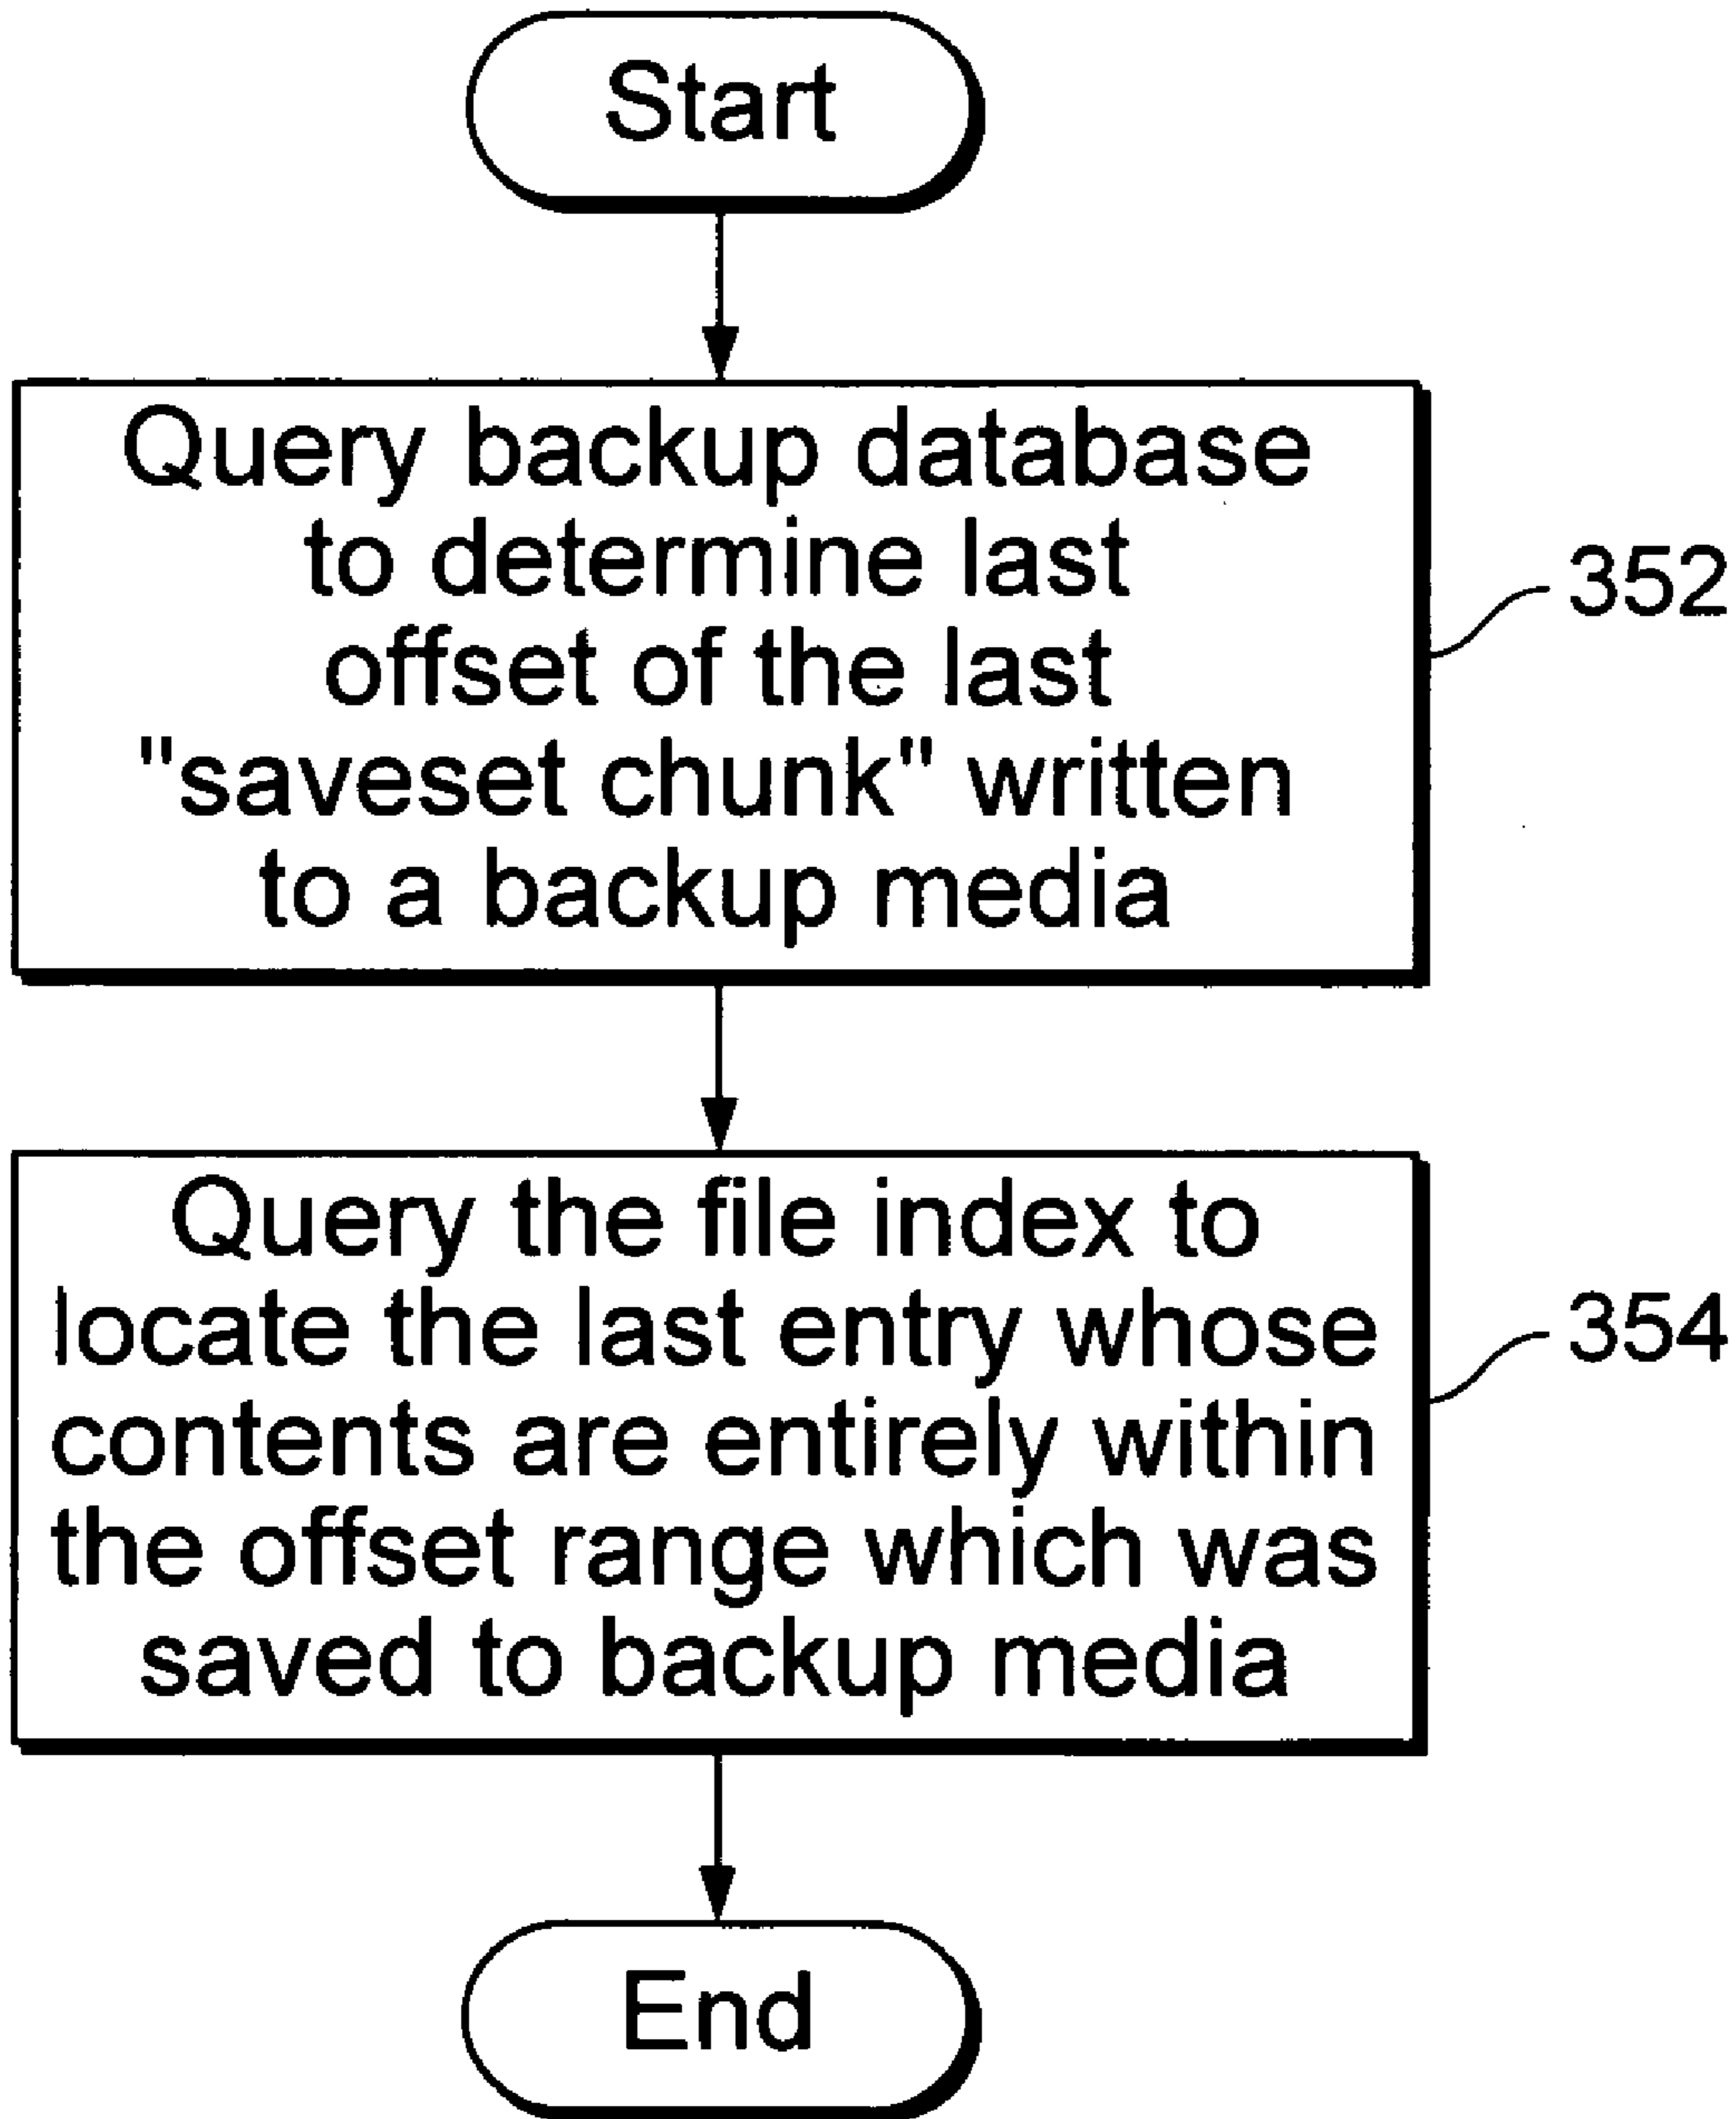 Start
Query backup database
to determine last
offset of the last
"saveset chunk" written
to a backup media
352
Query the file index to
locate the last entry whose
contents are entirely within
the offset range which was
saved to backup media
354
End